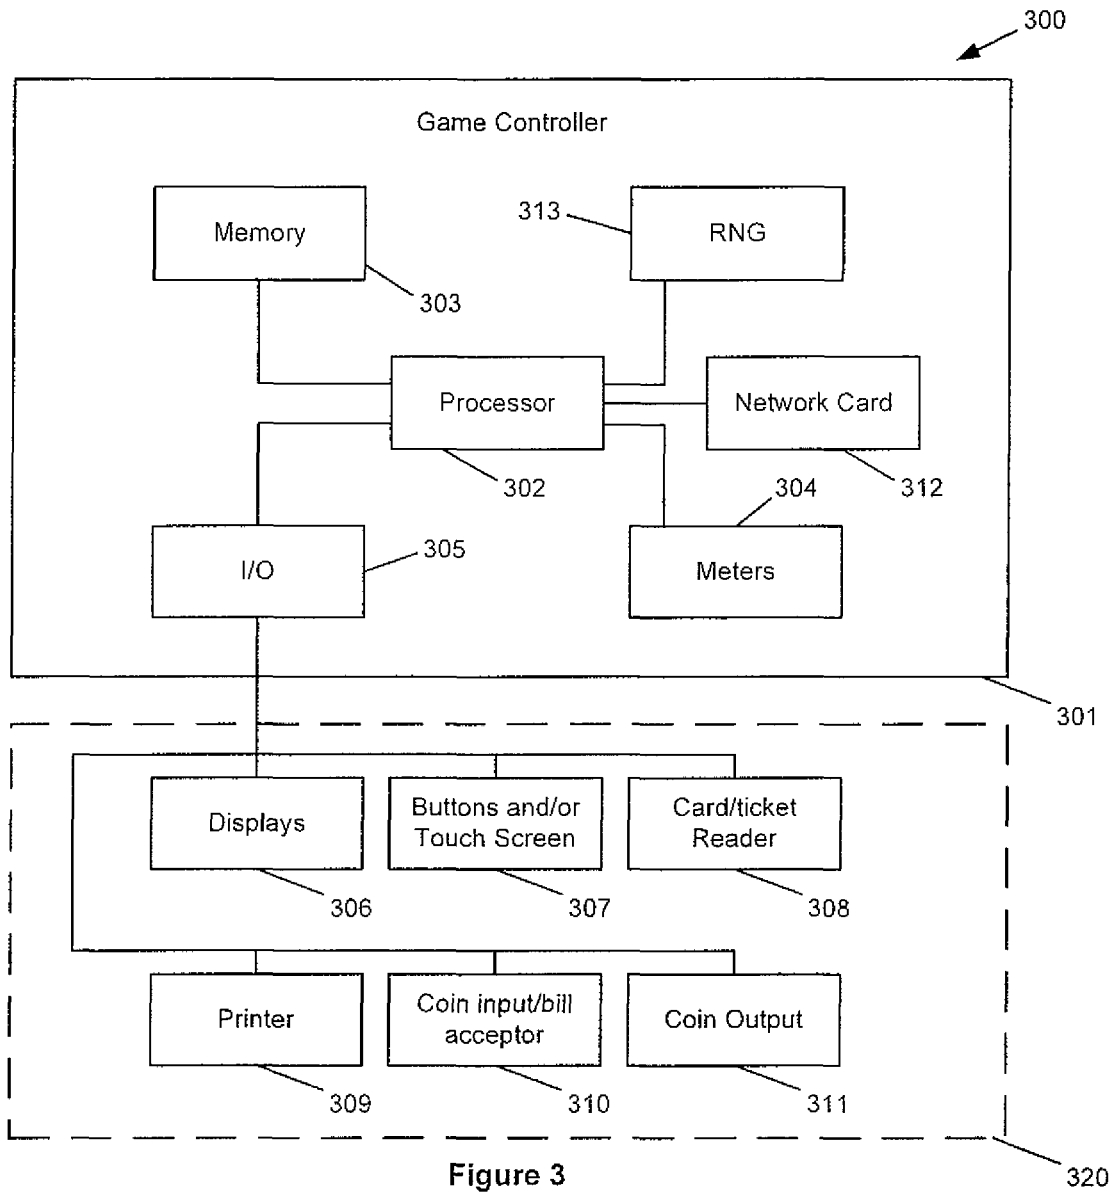 300
Game Controller
Memory
313
RNG
303
Processor
Network Card
302
304
312
I/O
305
Meters
301
Displays
Buttons and/or
Touch Screen
Card/ticket
Reader
306
307
308
Printer
Coin input/bill
acceptor
Coin Output
309
310
311
320
Figure 3